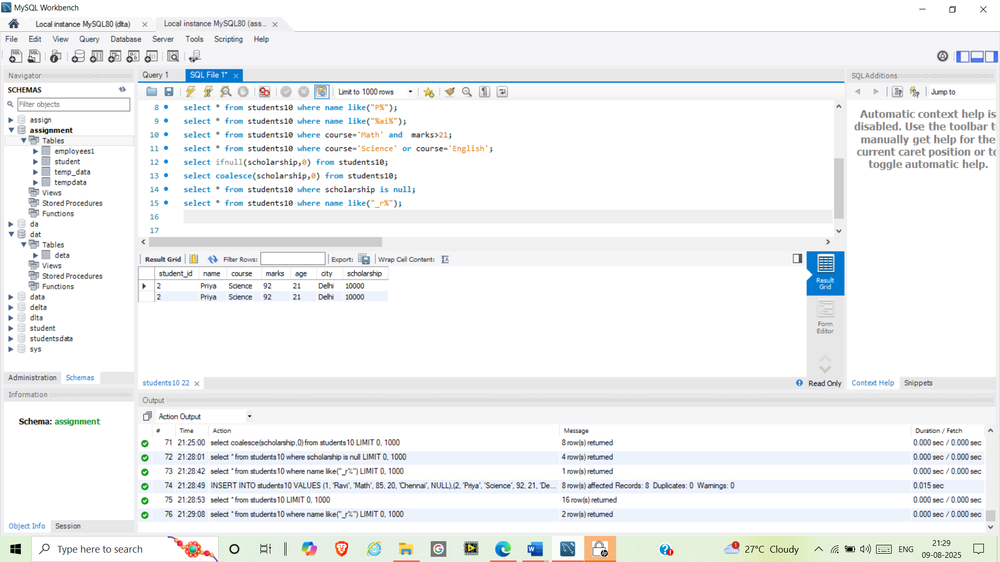 MySQL Workbench
Local instance MySQL80 (dlta)
Local instance MySQL80 (ass...
File Edit View Query Database Server Tools Scripting Help
Navigator
SCHEMAS
Filter objects
assign
assignment
Tables
employees1
student
temp_data
tempdata
Views
Stored Procedures
Functions
da
dat
Tables
deta
Views
Stored Procedures
Functions
data
delta
dlta
student
studentsdata
sys
Administration Schemas
Information
Schema: assignment
Object Info Session
Query 1 SQL File 1*
Limit to 1000 rows
8 select * from students10 where name like("P%");
9 select * from students10 where name like("%ai%");
10 select * from students10 where course='Math' and  marks>21;
11 select * from students10 where course='Science' or course='English';
12 select ifnull(scholarship,0) from students10;
13 select coalesce(scholarship,0) from students10;
14 select * from students10 where scholarship is null;
15 select * from students10 where name like("_r%");
16
17
Result Grid Filter Rows: Export: Wrap Cell Content:
student_id name course marks age city scholarship
2 Priya Science 92 21 Delhi 10000
2 Priya Science 92 21 Delhi 10000
Result
Grid
Form
Editor
students10 22
Read Only
SQLAdditions
Jump to
Automatic context help is
disabled. Use the toolbar t
manually get help for the
current caret position or to
toggle automatic help.
Context Help Snippets
Output
Action Output
# Time Action Message Duration / Fetch
71 21:25:00 select coalesce(scholarship,0) from students10 LIMIT 0, 1000 8 row(s) returned 0.000 sec / 0.000 sec
72 21:28:01 select * from students10 where scholarship is null LIMIT 0, 1000 4 row(s) returned 0.000 sec / 0.000 sec
73 21:28:42 select * from students10 where name like("_r%") LIMIT 0, 1000 1 row(s) returned 0.000 sec / 0.000 sec
74 21:28:49 INSERT INTO students10 VALUES (1, 'Ravi', 'Math', 85, 20, 'Chennai', NULL),(2, 'Priya', 'Science', 92, 21, 'De... 8 row(s) affected Records: 8 Duplicates: 0 Warnings: 0 0.015 sec
75 21:28:53 select * from students10 LIMIT 0, 1000 16 row(s) returned 0.000 sec / 0.000 sec
76 21:29:08 select * from students10 where name like("_r%") LIMIT 0, 1000 2 row(s) returned 0.000 sec / 0.000 sec
Type here to search
1
27°C Cloudy
ENG
21:29
09-08-2025